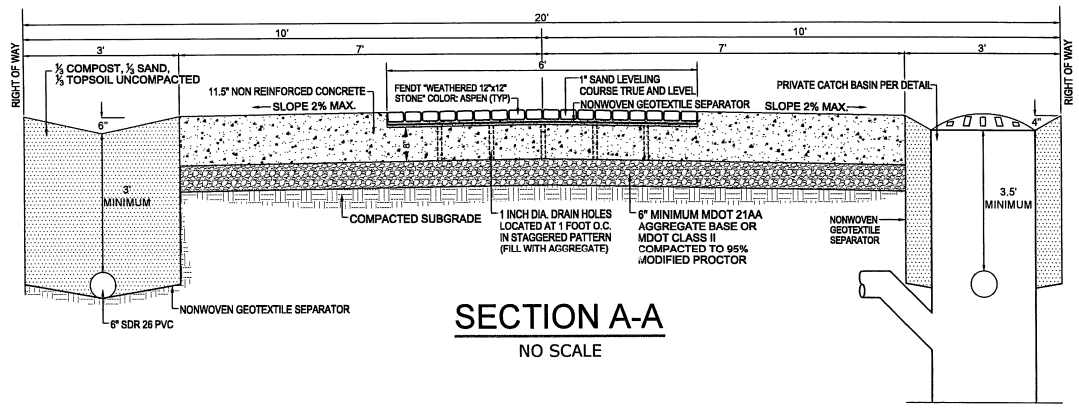 20'
10'
10'
3'
7'
7'
3'
6'
RIGHT OF WAY
RIGHT OF WAY
⅓ COMPOST, ⅓ SAND,
⅓ TOPSOIL UNCOMPACTED
11.5" NON REINFORCED CONCRETE
SLOPE 2% MAX.
FENDT "WEATHERED 12"x12"
STONE" COLOR: ASPEN (TYP)
1" SAND LEVELING
COURSE TRUE AND LEVEL
NONWOVEN GEOTEXTILE SEPARATOR
SLOPE 2% MAX.
PRIVATE CATCH BASIN PER DETAIL
6"
4"
3'
MINIMUM
3.5'
MINIMUM
COMPACTED SUBGRADE
1 INCH DIA. DRAIN HOLES
LOCATED AT 1 FOOT O.C.
IN STAGGERED PATTERN
(FILL WITH AGGREGATE)
6" MINIMUM MDOT 21AA
AGGREGATE BASE OR
MDOT CLASS II
COMPACTED TO 95%
MODIFIED PROCTOR
NONWOVEN
GEOTEXTILE
SEPARATOR
NONWOVEN GEOTEXTILE SEPARATOR
6" SDR 26 PVC
SECTION A-A
NO SCALE